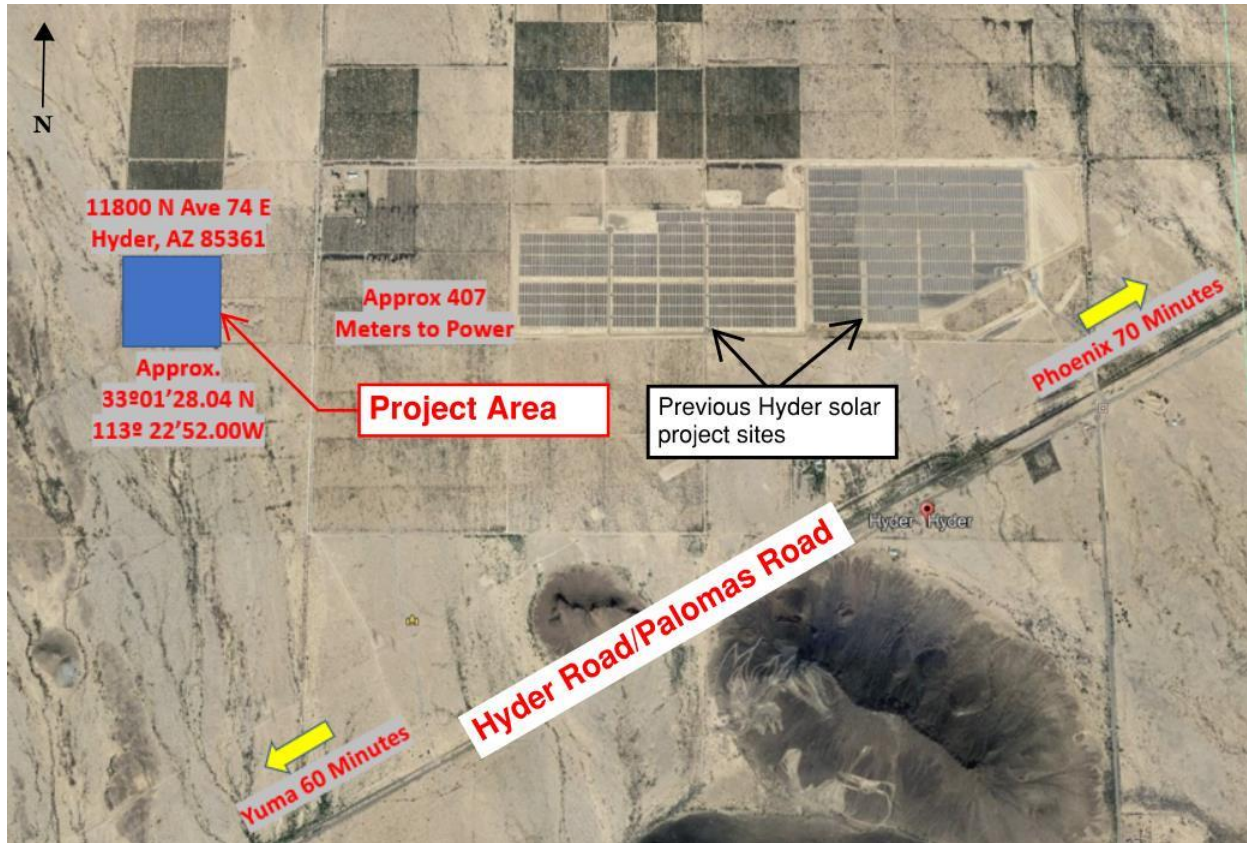 N
11800 N Ave 74 E
Hyder, AZ 85361
Approx 407
Meters to Power
Phoenix 70 Minutes
Approx.
33º01’28.04 N
113º 22’52.00W
Project Area
Previous Hyder solar
project sites
Hyder Hyder
Hyder Road/Palomas Road
Yuma 60 Minutes